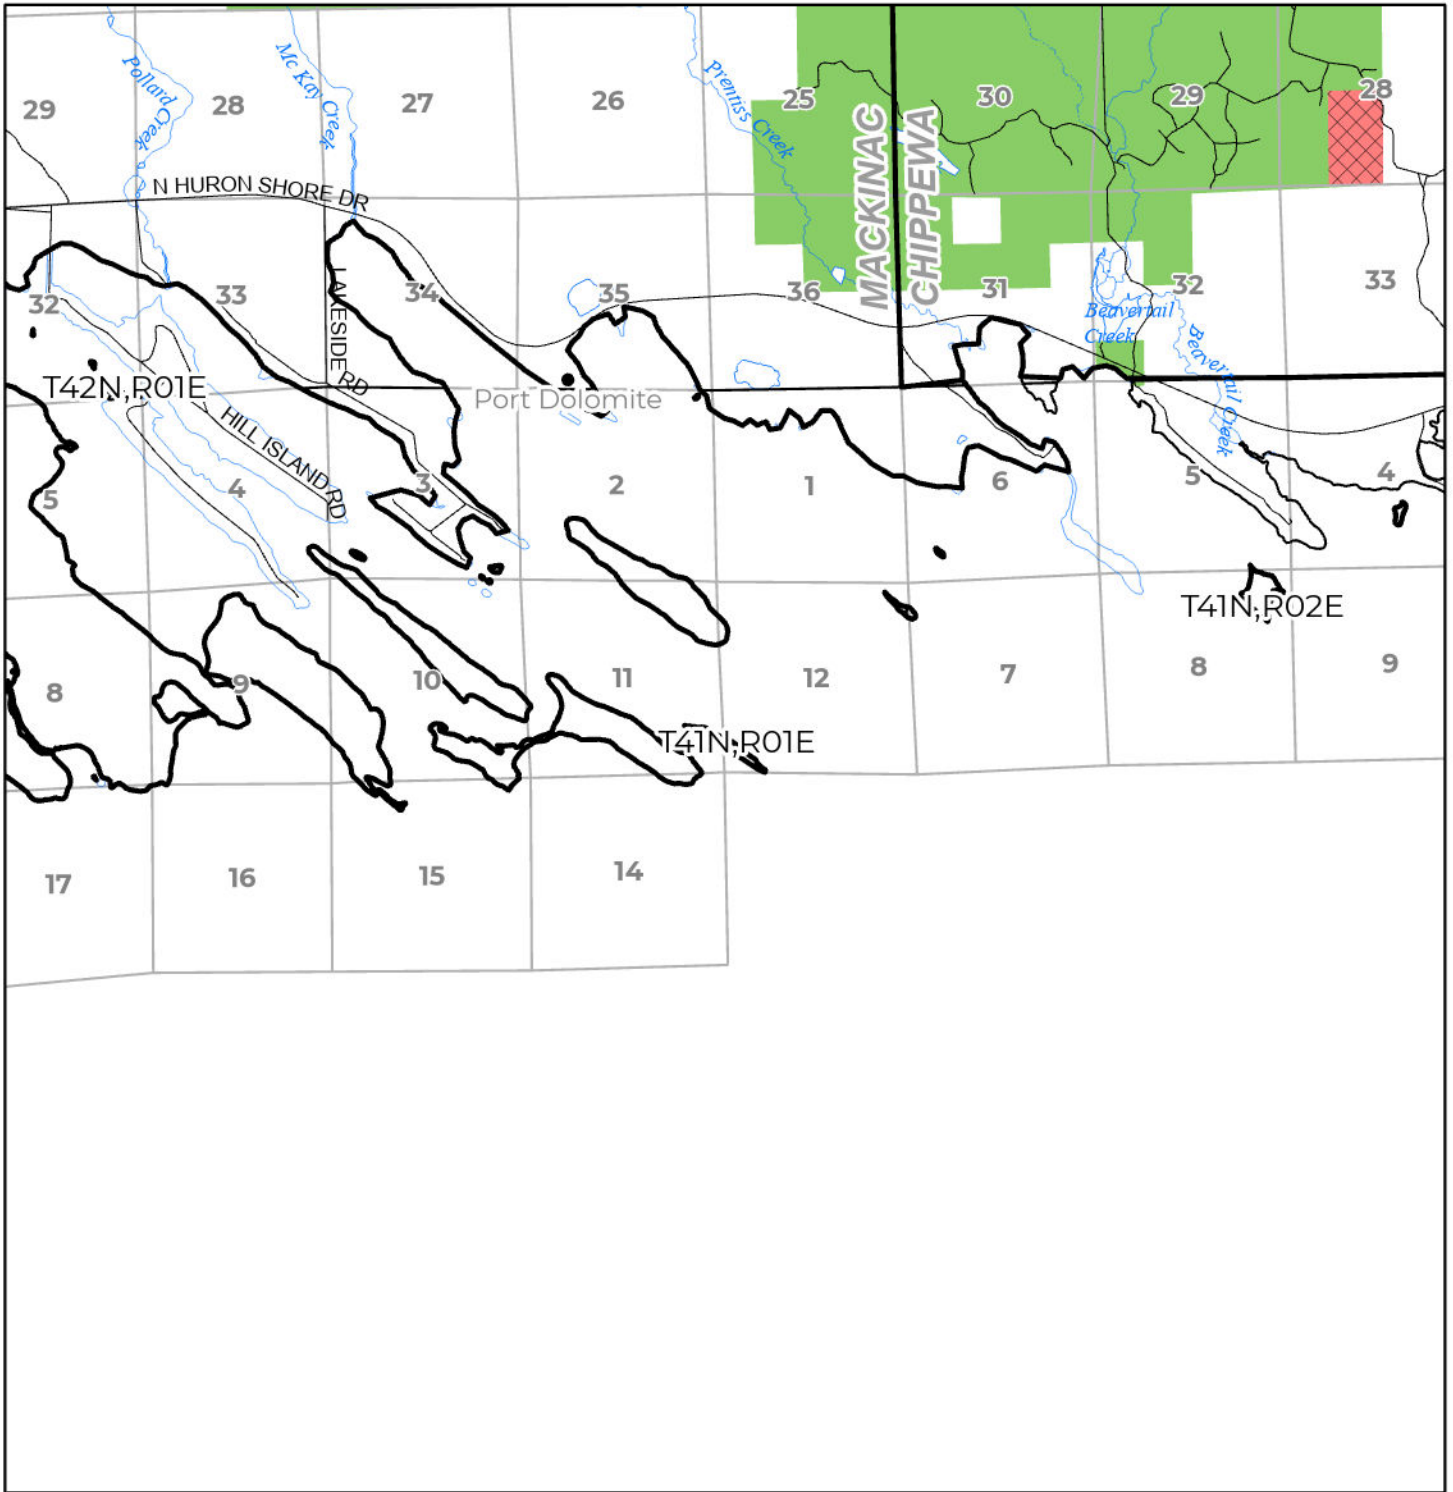 29
28
27
26
25
30
29
28
Pollard Creek
Mc Kay Creek
Prentiss Creek
MACKINAC
CHIPPEWA
N HURON SHORE DR
32
33
34
35
36
31
32
33
LAKESIDE RD
Beavertail
Creek
Beavertail Creek
T42N,R01E
Port Dolomite
HILL ISLAND RD
5
4
3
2
1
6
5
4
T41N,R02E
8
9
10
11
12
7
8
9
T41N,R01E
17
16
15
14